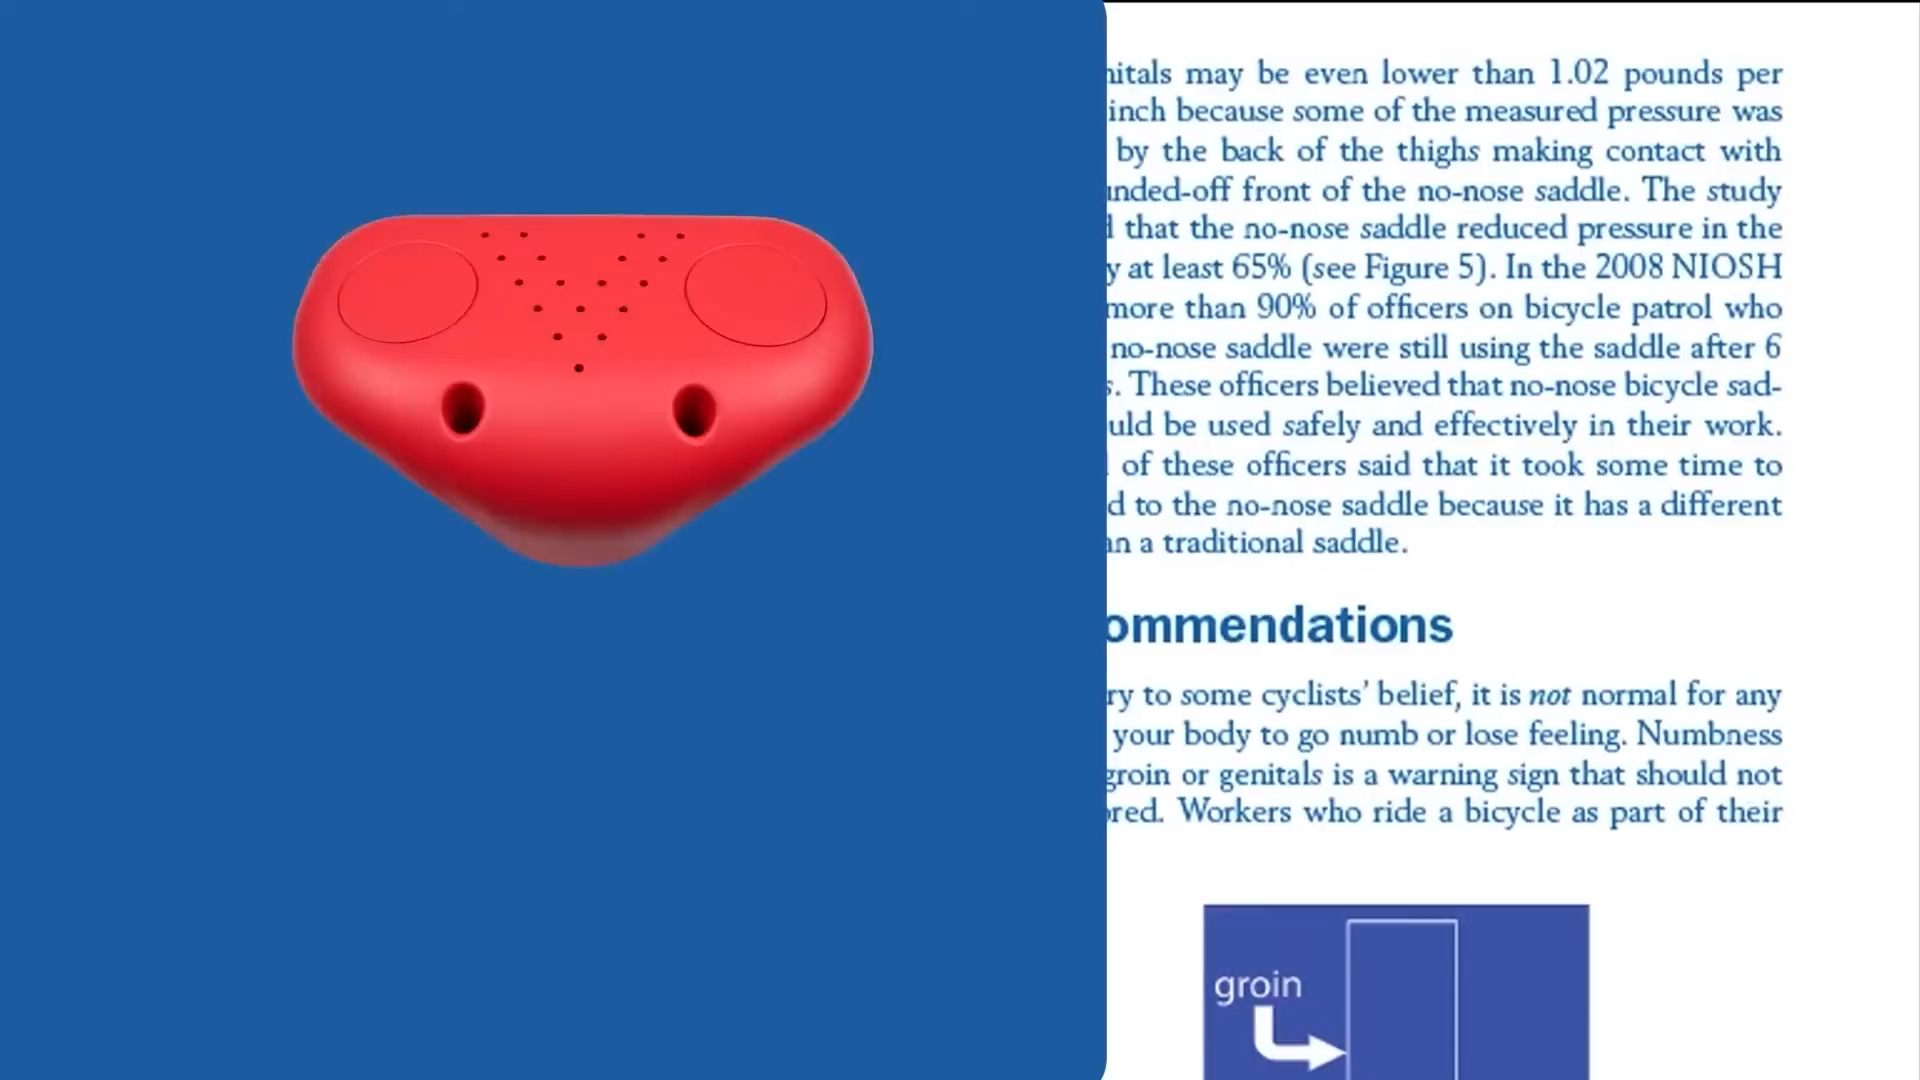 nitals may be even lower than 1.02 pounds per
inch because some of the measured pressure was
by the back of the thighs making contact with
unded-off front of the no-nose saddle. The study
that the no-nose saddle reduced pressure in the
y at least 65% (see Figure 5). In the 2008 NIOSH
more than 90% of officers on bicycle patrol who
no-nose saddle were still using the saddle after 6
s. These officers believed that no-nose bicycle sad-
uld be used safely and effectively in their work.
of these officers said that it took some time to
d to the no-nose saddle because it has a different
an a traditional saddle.
ommendations
ry to some cyclists’ belief, it is not normal for any
your body to go numb or lose feeling. Numbness
groin or genitals is a warning sign that should not
ored. Workers who ride a bicycle as part of their
groin